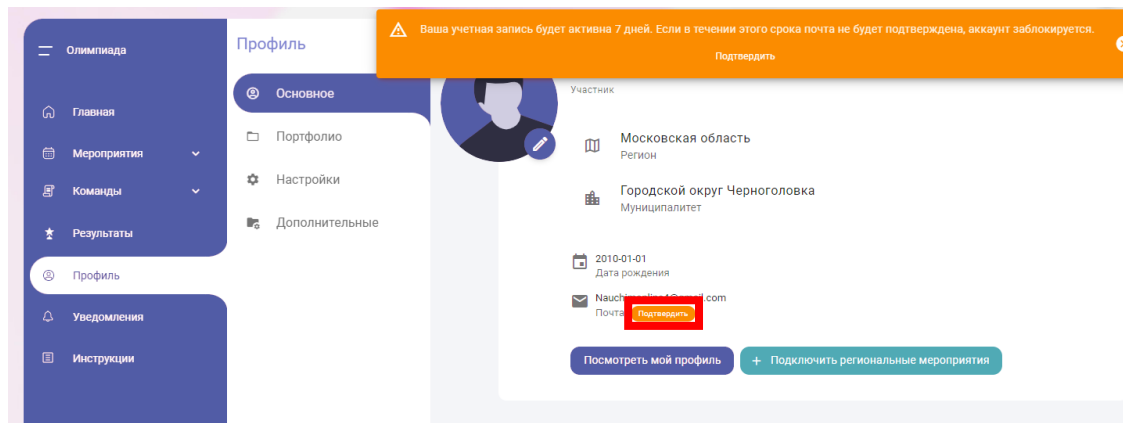 Олимпиада
Главная
Мероприятия
Команды
Результаты
Профиль
Уведомления
Инструкции
Профиль
Основное
Портфолио
Настройки
Дополнительные
Ваша учетная запись будет активна 7 дней. Если в течении этого срока почта не будет подтверждена, аккаунт заблокируется.
Подтвердить
Участник
Московская область
Регион
Городской округ Черноголовка
Муниципалитет
2010-01-01
Дата рождения
Почта Подтвердить
Посмотреть мой профиль
+ Подключить региональные мероприятия